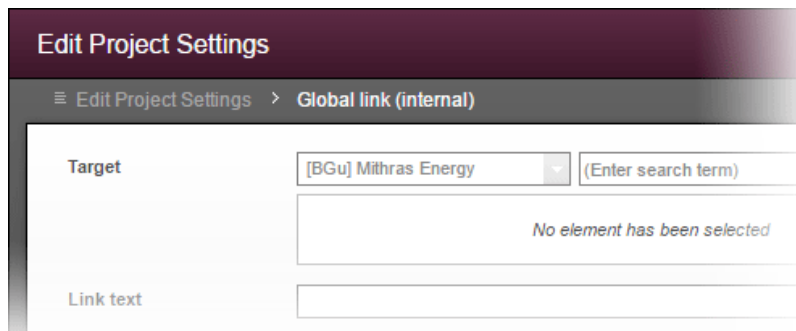 Edit Project Settings
Edit Project Settings > Global link (internal)
Target
[BGu] Mithras Energy
(Enter search term)
No element has been selected
Link text